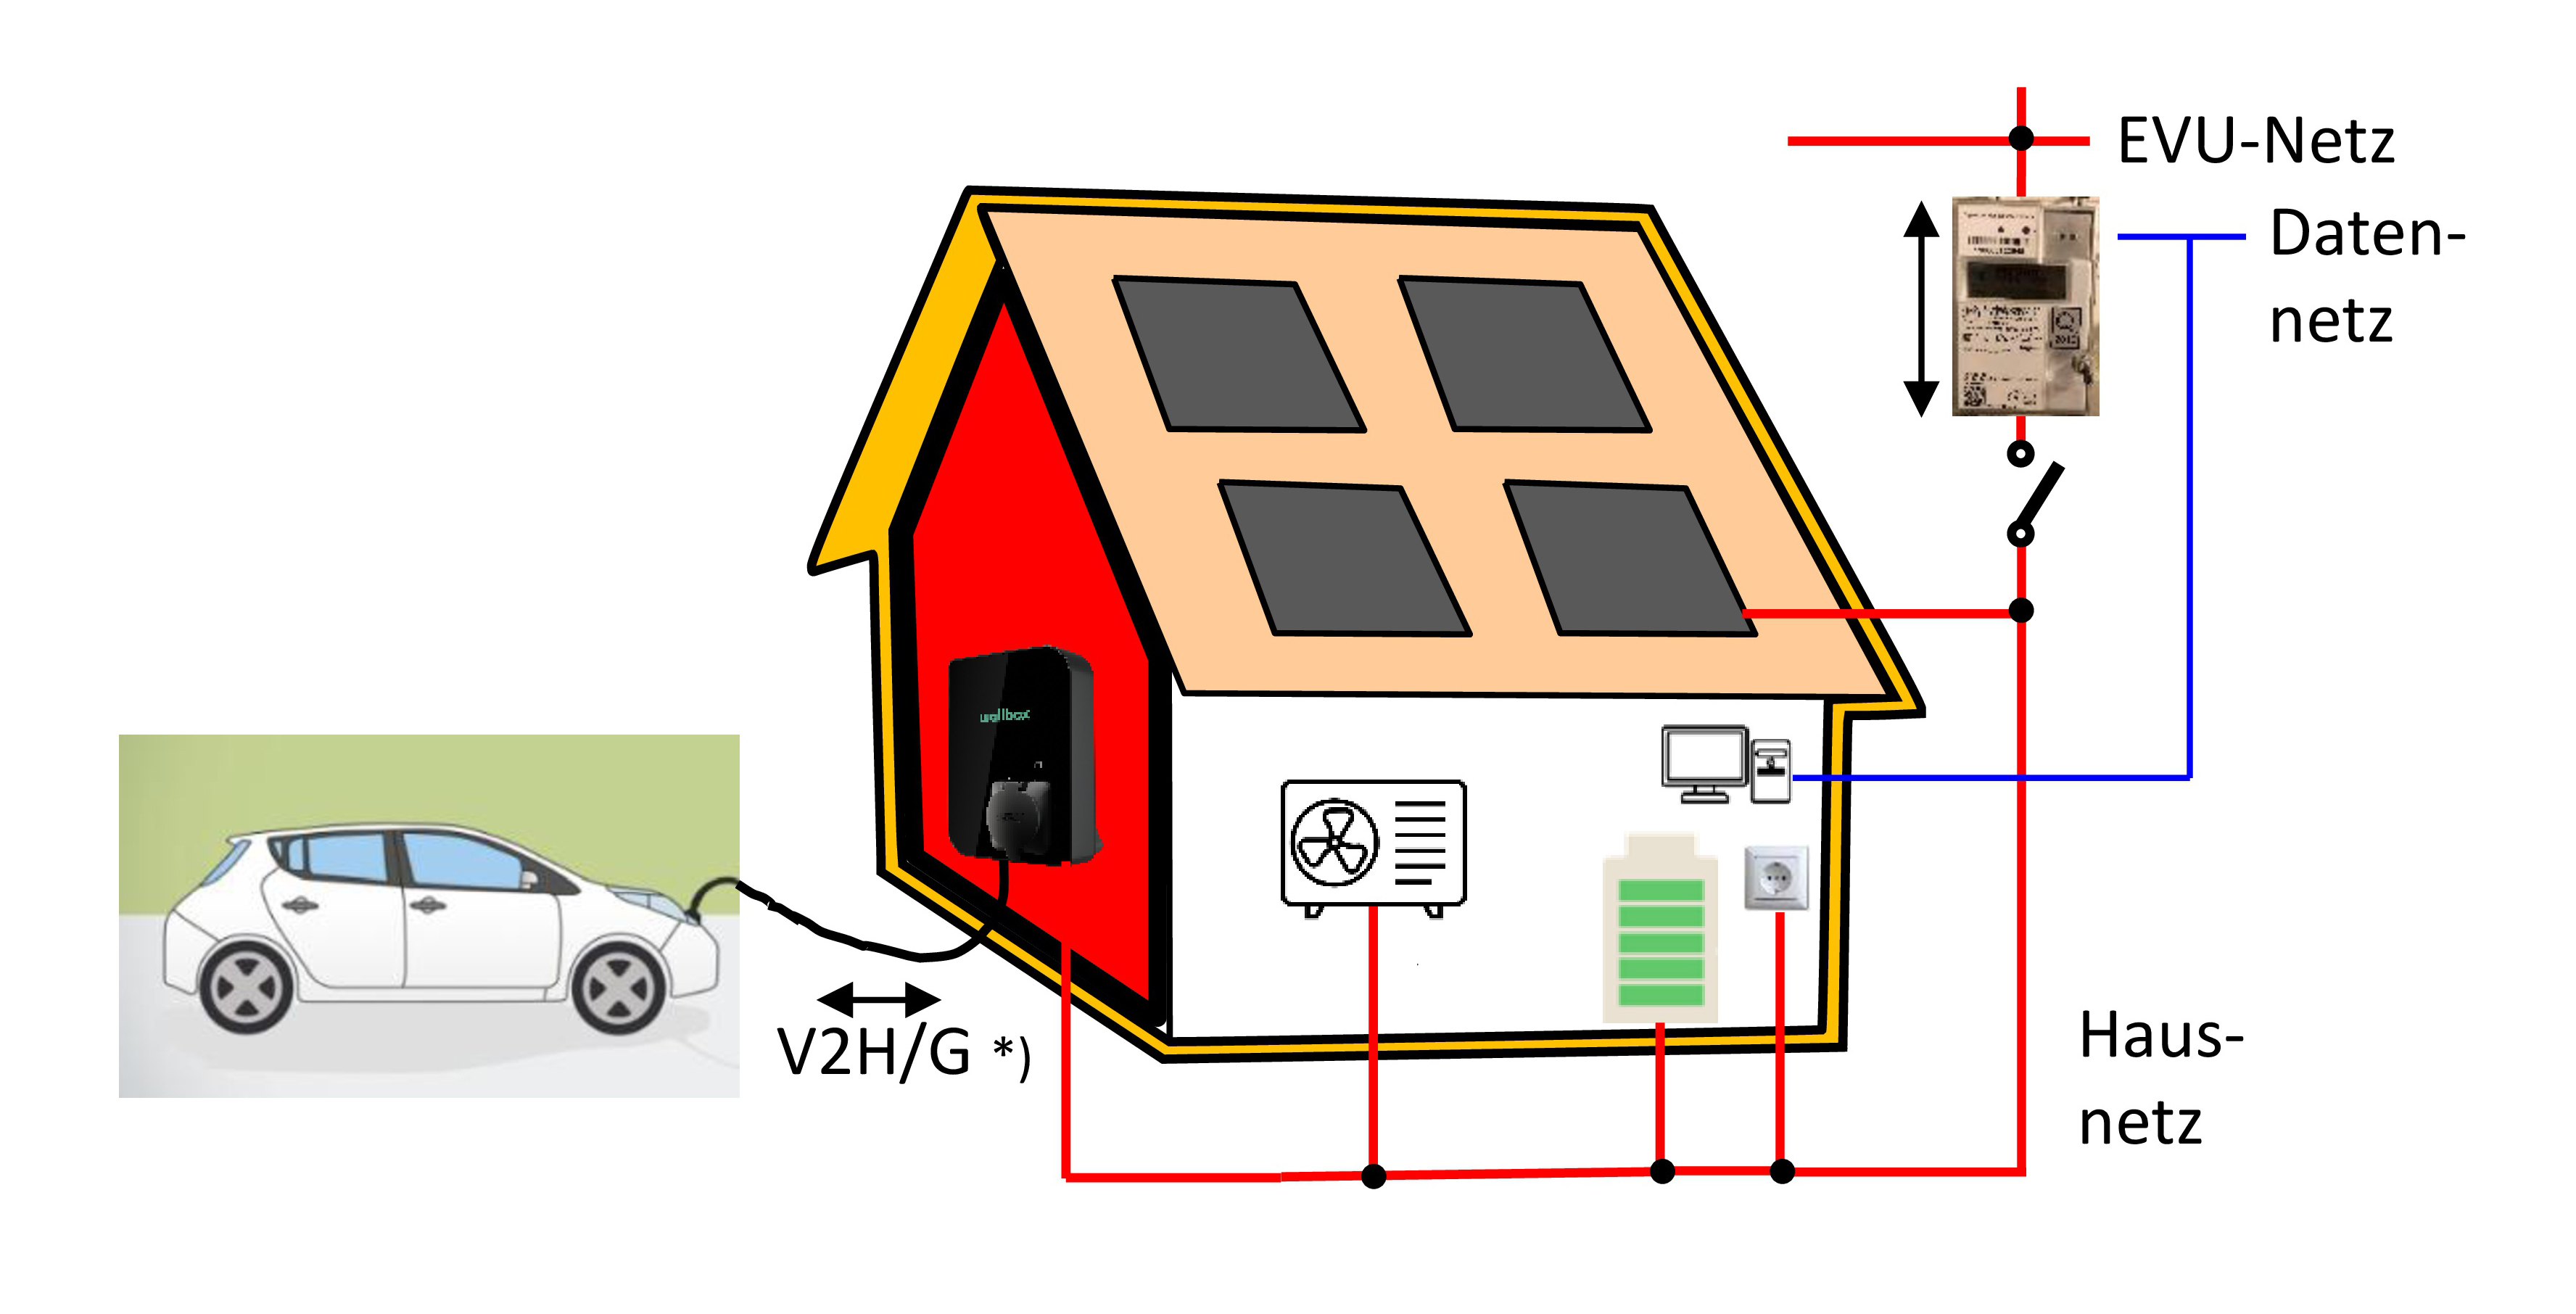 EVU-Netz
Daten-
netz
wallbox
V2H/G *)
Haus-
netz